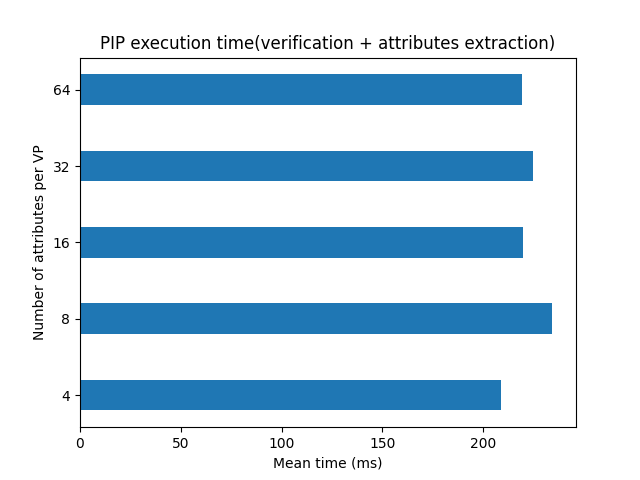 PIP execution time(verification + attributes extraction)
Number of attributes per VP
64
32
16
8
4
0 50 100 150 200
Mean time (ms)